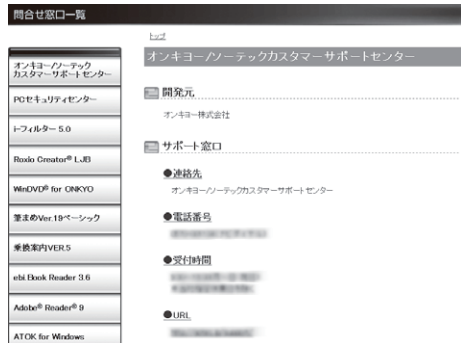 問合せ窓口一覧
トップ
オンキヨー/ソーテック
カスタマーサポートセンター
PCセキュリティセンター
i-フィルター 5.0
Roxio Creator® LJB
WinDVD® for ONKYO
筆まめVer.19ベーシック
乗換案内VER.5
ebi.Book Reader 3.6
Adobe® Reader® 9
ATOK for Windows
オンキヨー/ソーテックカスタマーサポートセンター
開発元
オンキヨー株式会社
サポート窓口
●連絡先
オンキヨー/ソーテックカスタマーサポートセンター
●電話番号
●受付時間
●URL